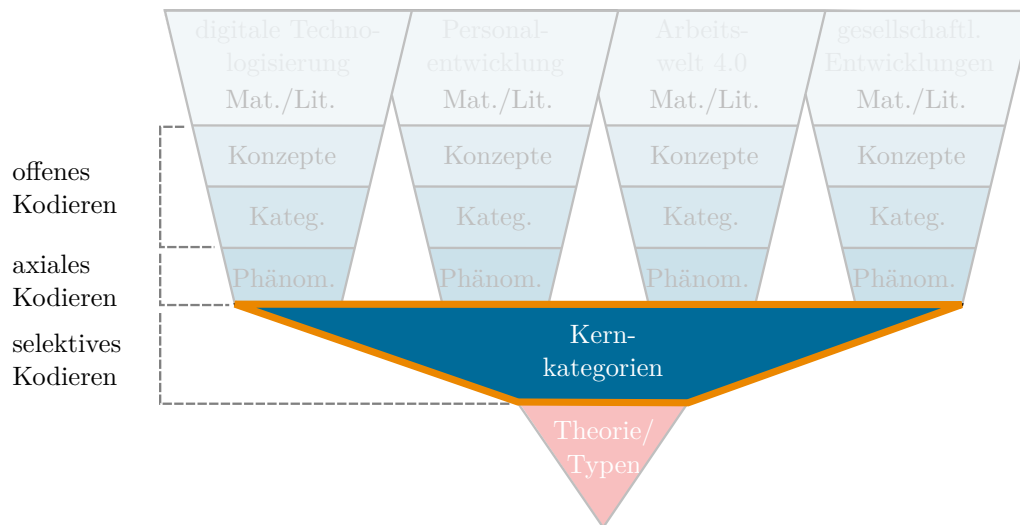 digitale Techno-
logisierung
Mat./Lit.
Personal-
entwicklung
Mat./Lit.
Arbeits-
welt 4.0
Mat./Lit.
gesellschaftl.
Entwicklungen
Mat./Lit.
offenes
Kodieren
Konzepte
Konzepte
Konzepte
Konzepte
Kateg.
Kateg.
Kateg.
Kateg.
axiales
Kodieren
Phänom.
Phänom.
Phänom.
Phänom.
selektives
Kodieren
Kern-
kategorien
Theorie/
Typen